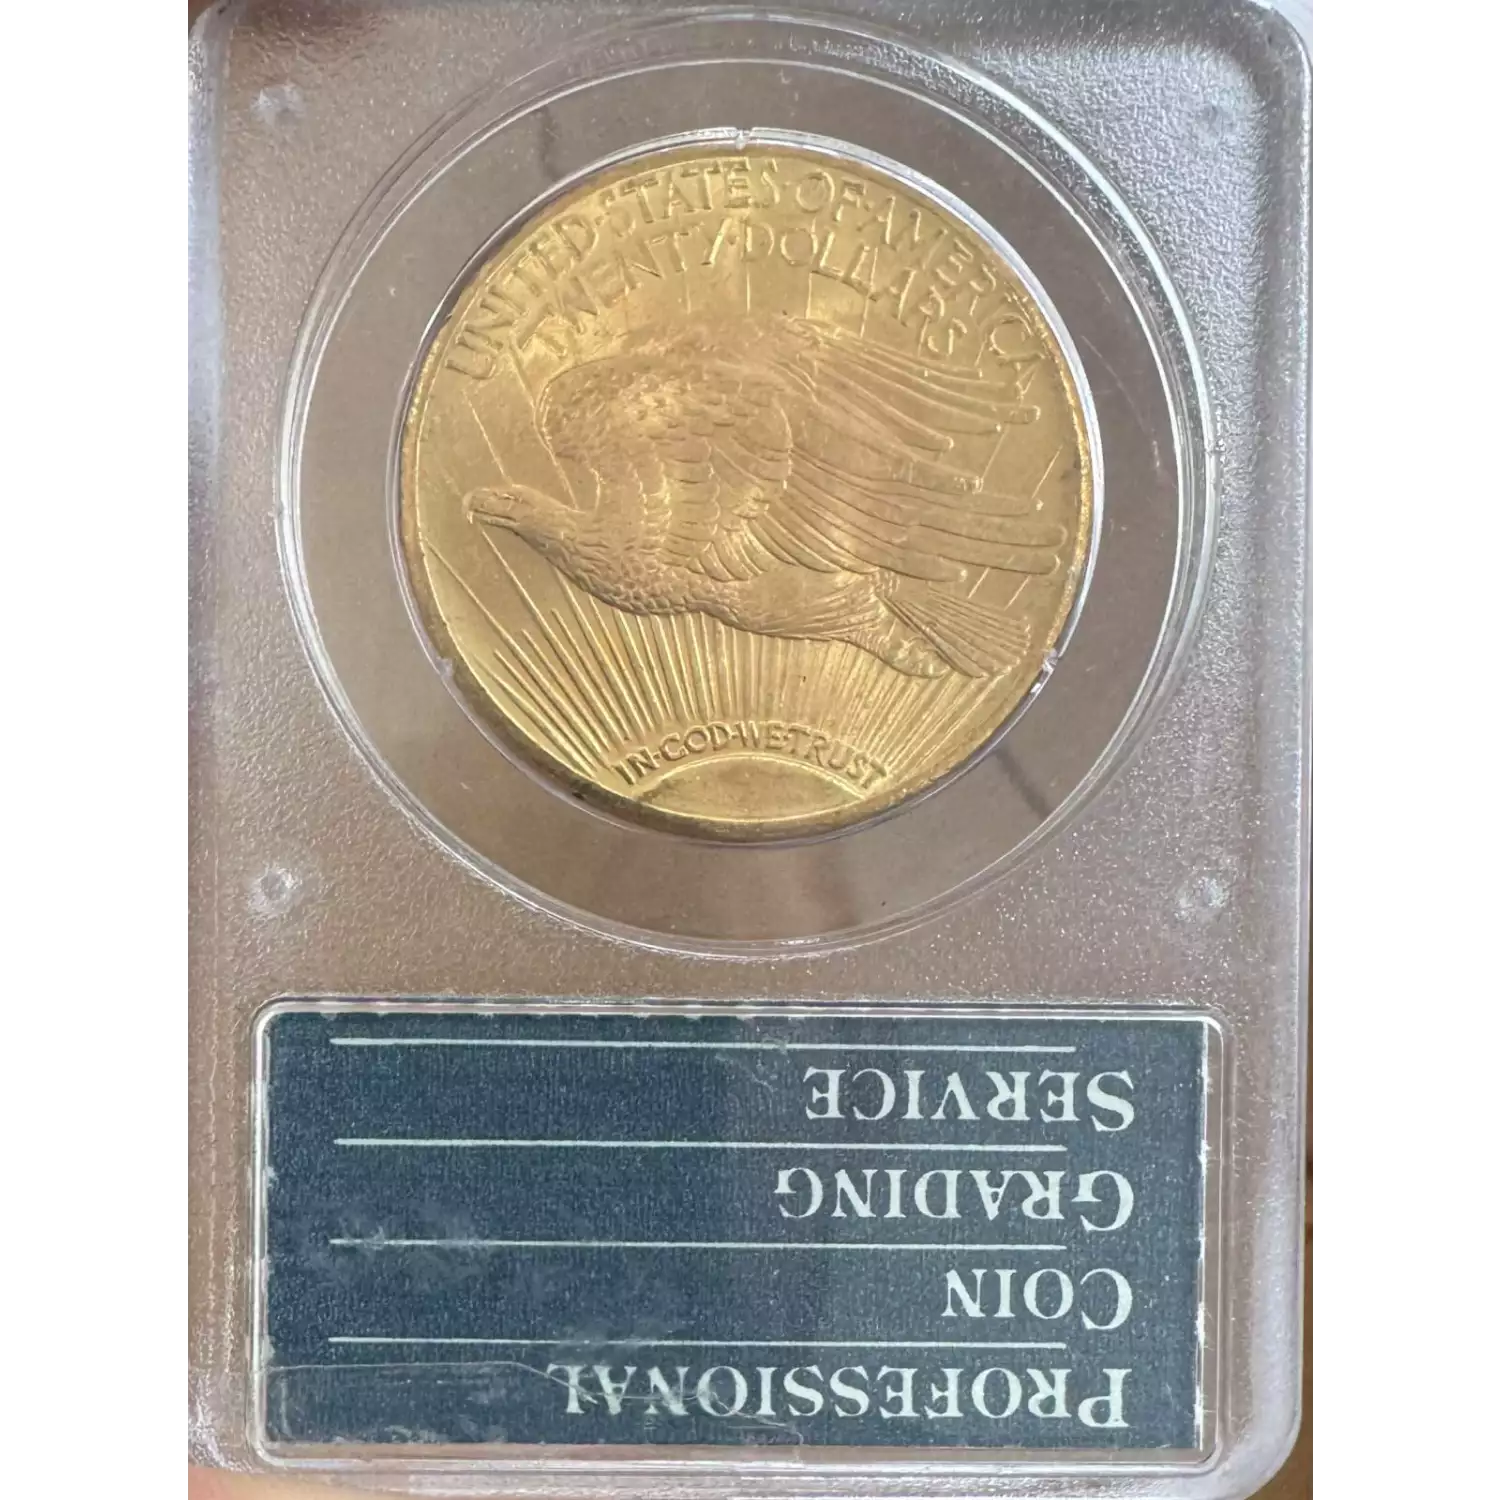 UNITED·STATES·OF·AMERICA
TWENTY·DOLLARS
IN·GOD·WE·TRUST
PROFESSIONAL
COIN
GRADING
SERVICE